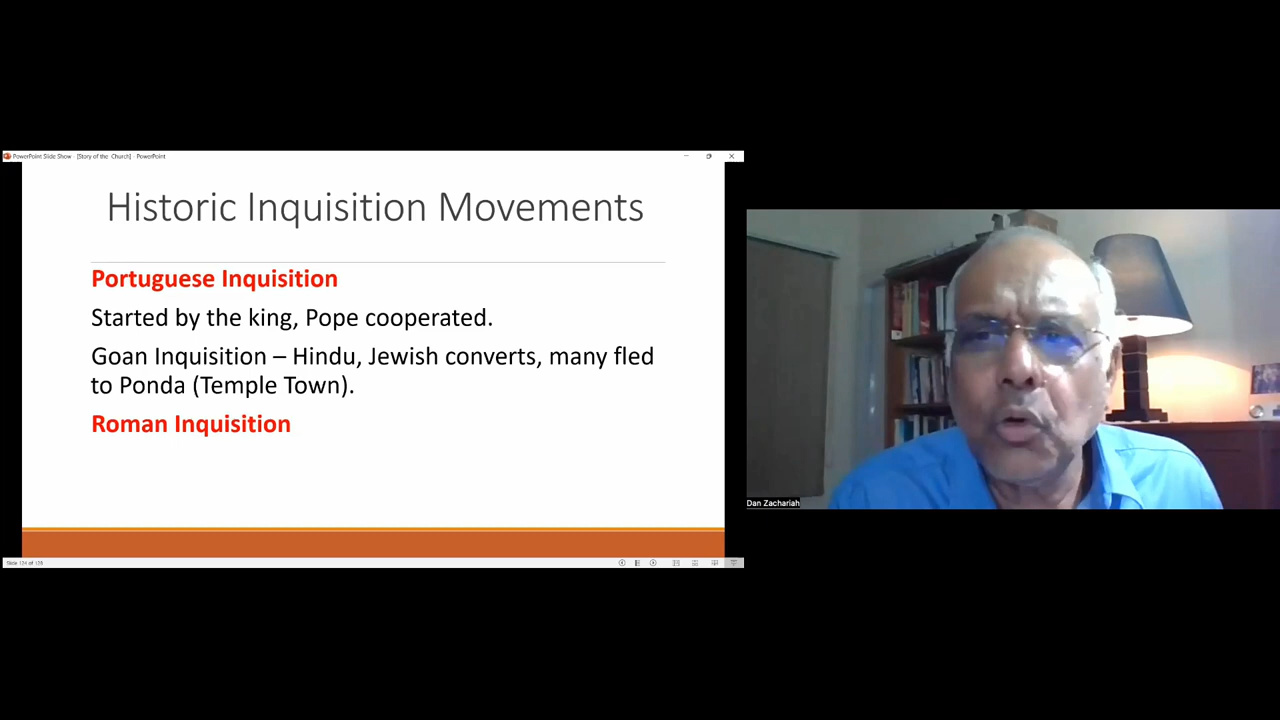 PowerPoint Slide Show - [Story of the Church] - PowerPoint
Historic Inquisition Movements
Portuguese Inquisition
Started by the king, Pope cooperated.
Goan Inquisition – Hindu, Jewish converts, many fled
to Ponda (Temple Town).
Roman Inquisition
Dan Zachariah